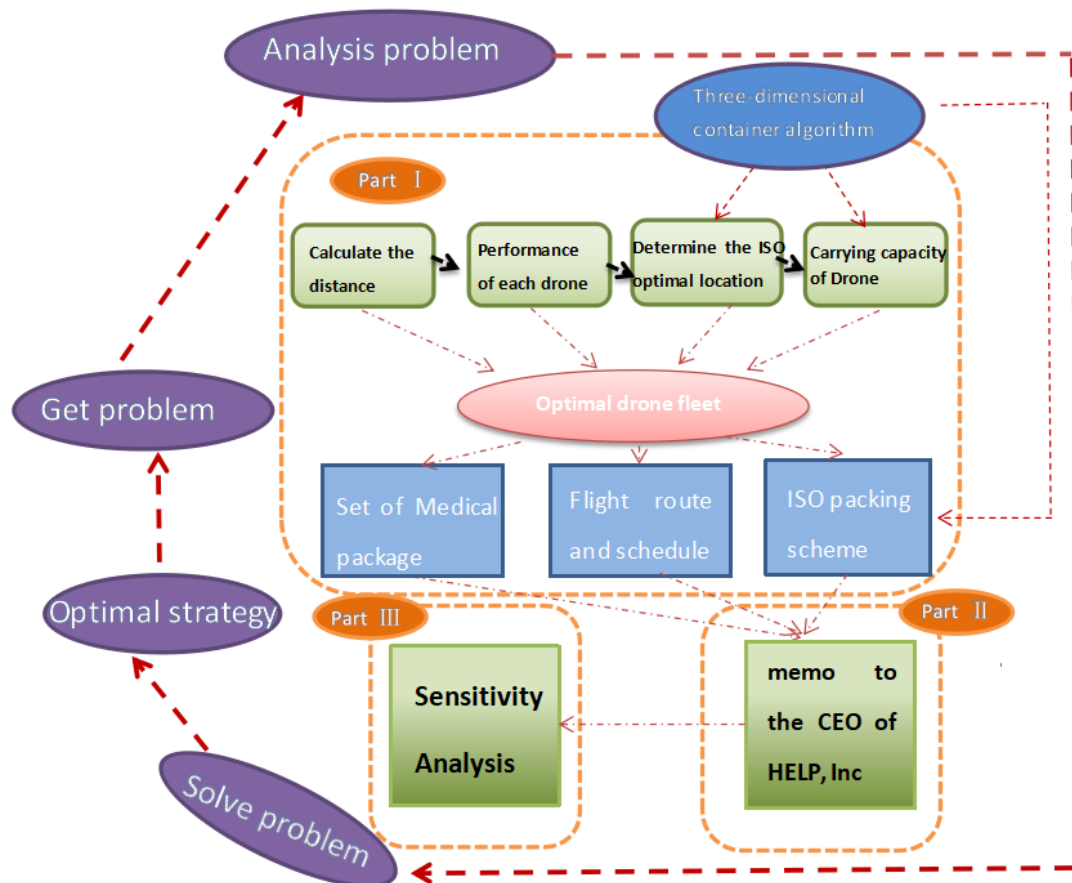 Analysis problem
Three-dimensional
container algorithm
Part Ⅰ
Calculate the
distance
Performance
of each drone
Determine the ISO
optimal location
Carrying capacity
of Drone
Get problem
Optimal drone fleet
Set of Medical
package
Flight route
and schedule
ISO packing
scheme
Optimal strategy
Part Ⅲ
Part Ⅱ
Sensitivity
Analysis
memo to
the CEO of
HELP, Inc
Solve problem